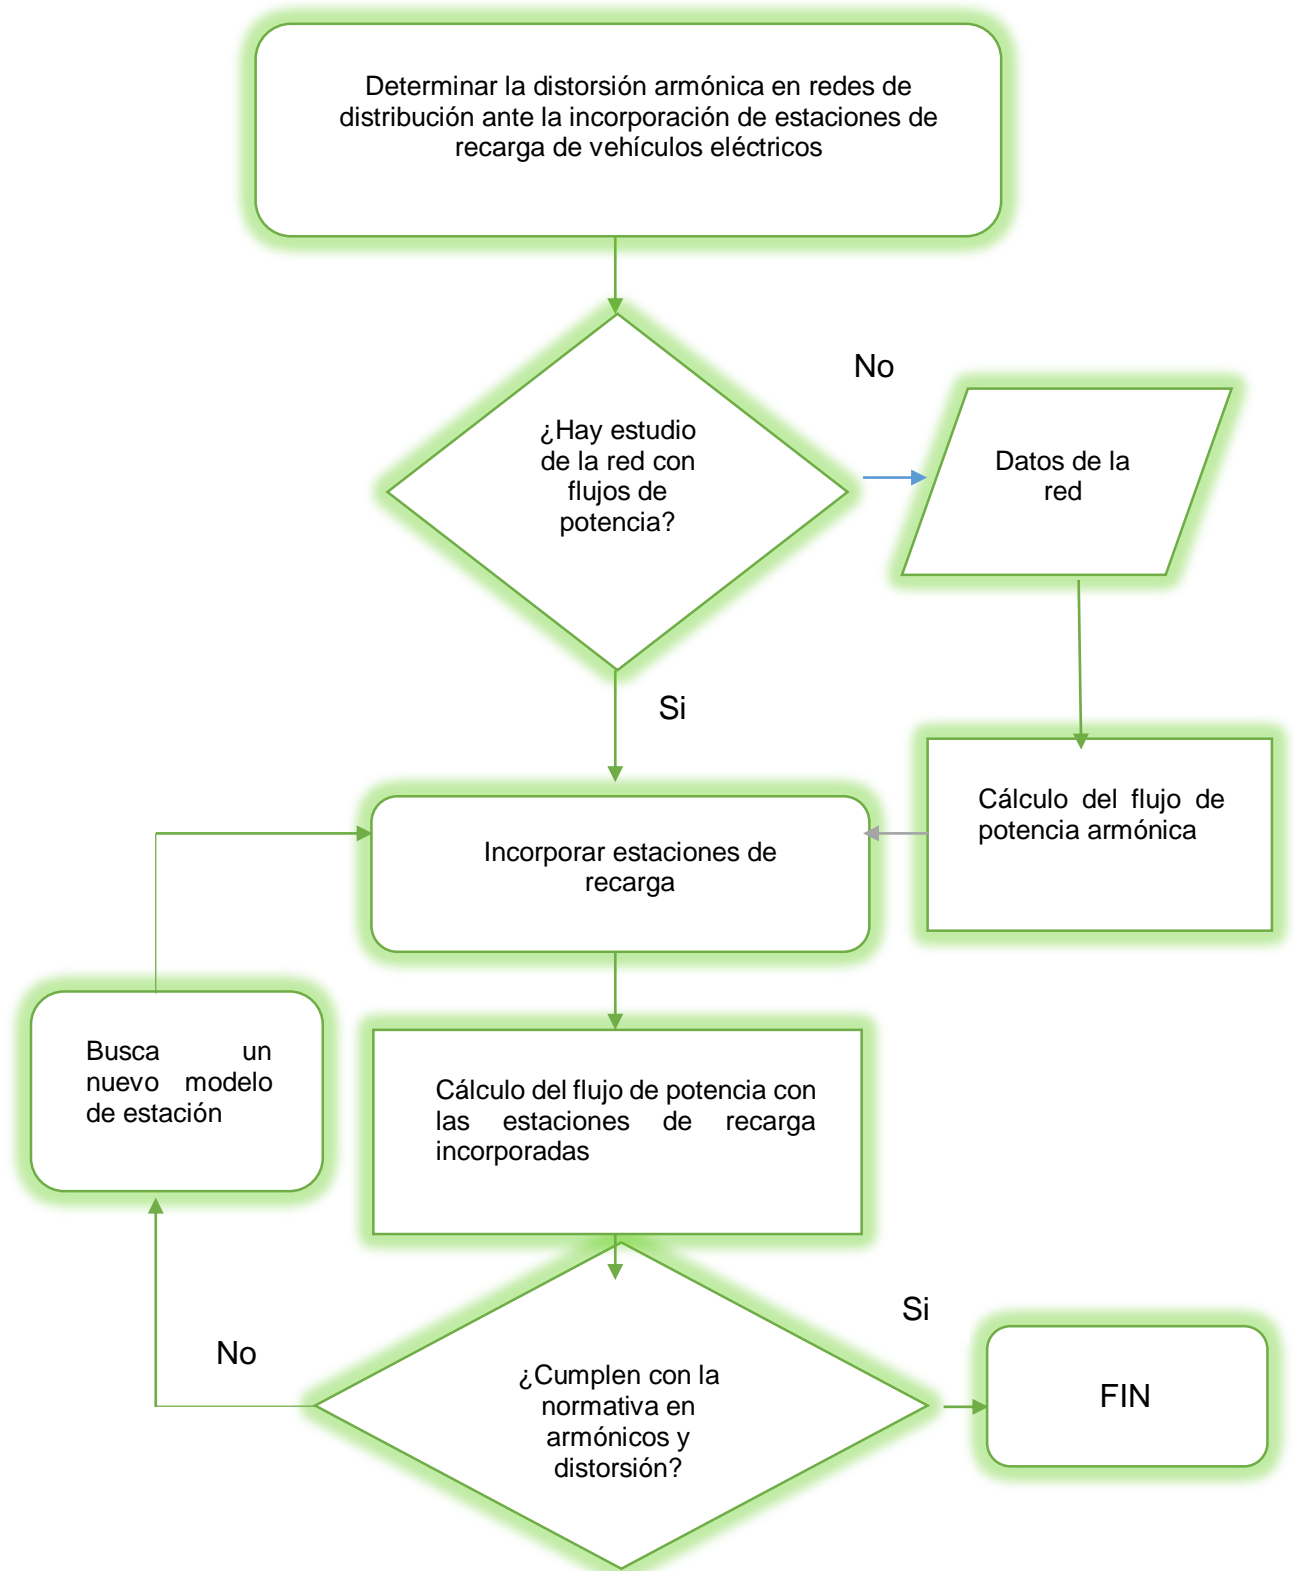 Determinar la distorsión armónica en redes de
distribución ante la incorporación de estaciones de
recarga de vehículos eléctricos
No
¿Hay estudio
de la red con
flujos de
potencia?
Datos de la
red
Si
Cálculo del flujo de
potencia armónica
Incorporar estaciones de
recarga
Busca un
nuevo modelo
de estación
Cálculo del flujo de potencia con
las estaciones de recarga
incorporadas
Si
No
¿Cumplen con la
normativa en
armónicos y
distorsión?
FIN